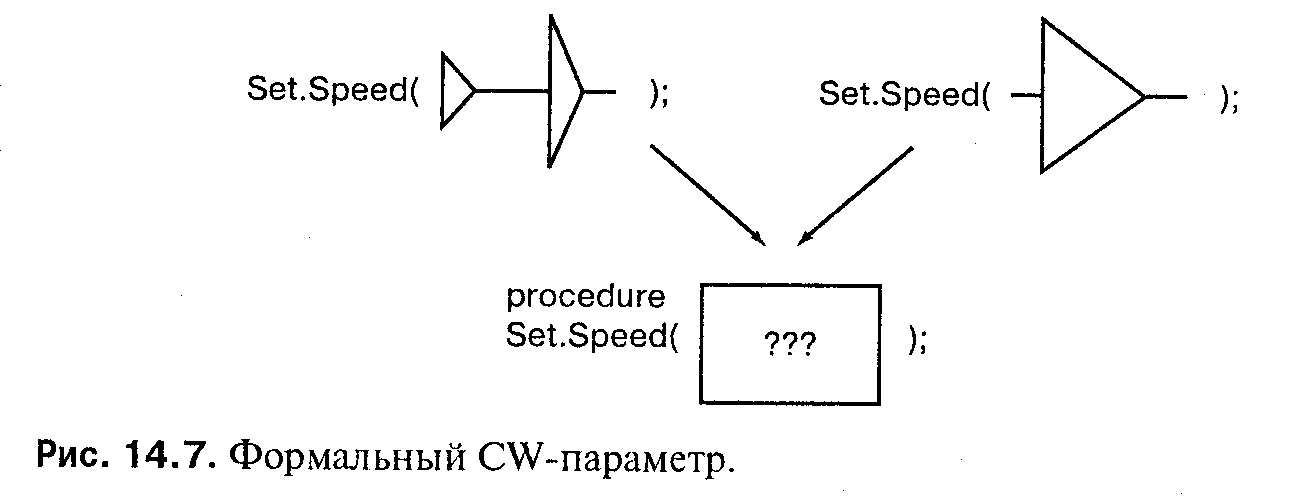 Set.Speed( );
Set.Speed( );
procedure
Set.Speed( ??? );
Рис. 14.7. Формальный CW-параметр.